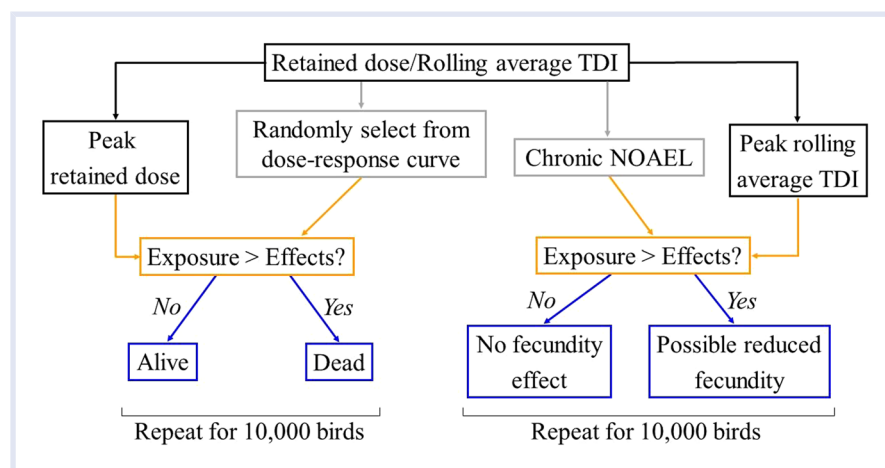 Retained dose/Rolling average TDI
Peak
retained dose
Randomly select from
dose-response curve
Chronic NOAEL
Peak rolling
average TDI
Exposure > Effects?
Exposure > Effects?
No
Yes
No
Yes
Alive
Dead
No fecundity
effect
Possible reduced
fecundity
Repeat for 10,000 birds
Repeat for 10,000 birds